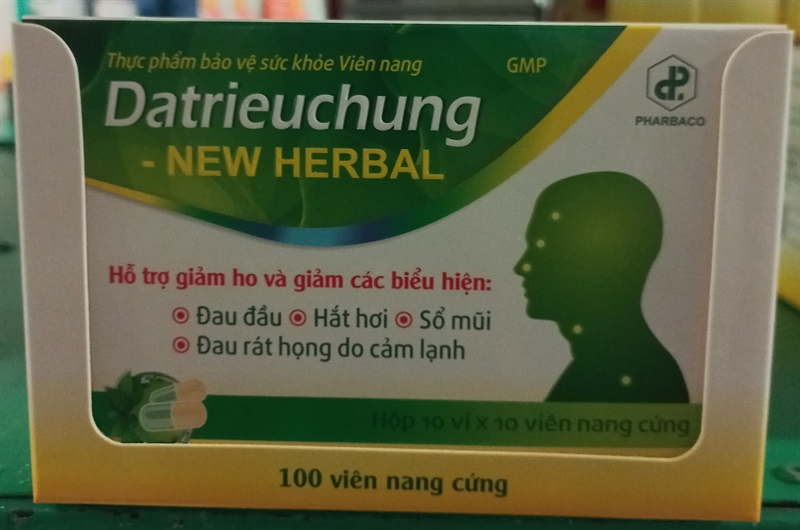 Thực phẩm bảo vệ sức khỏe Viên nang
GMP
Datrieuchung
- NEW HERBAL
PHARBACO
Hỗ trợ giảm ho và giảm các biểu hiện:
Đau đầu Hắt hơi Sổ mũi
Đau rát họng do cảm lạnh
Hộp 10 vỉ x 10 viên nang cứng
100 viên nang cứng